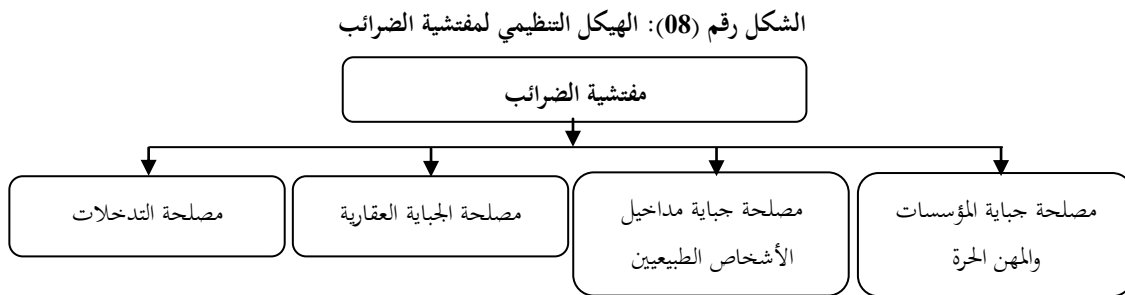 الشكل رقم (08): الهيكل التنظيمي لمفتشية الضرائب
مفتشية الضرائب
مصلحة جباية المؤسسات
والمهن الحرة
مصلحة جباية مداخيل
الأشخاص الطبيعيين
مصلحة الجباية العقارية
مصلحة التدخلات